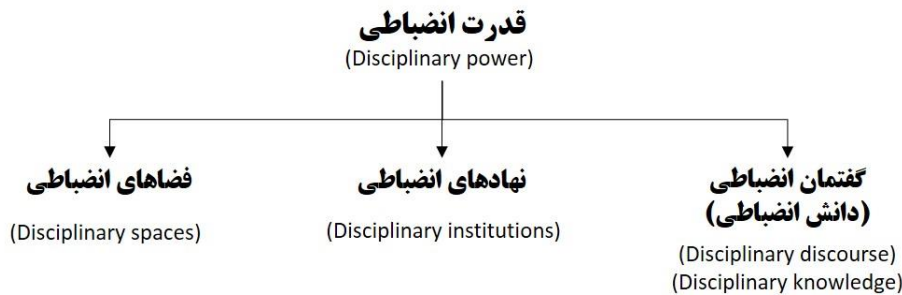 قدرت انضباطی
(Disciplinary power)
گفتمان انضباطی
(دانش انضباطی)
(Disciplinary discourse)
(Disciplinary knowledge)
نهادهای انضباطی
(Disciplinary institutions)
فضاهای انضباطی
(Disciplinary spaces)